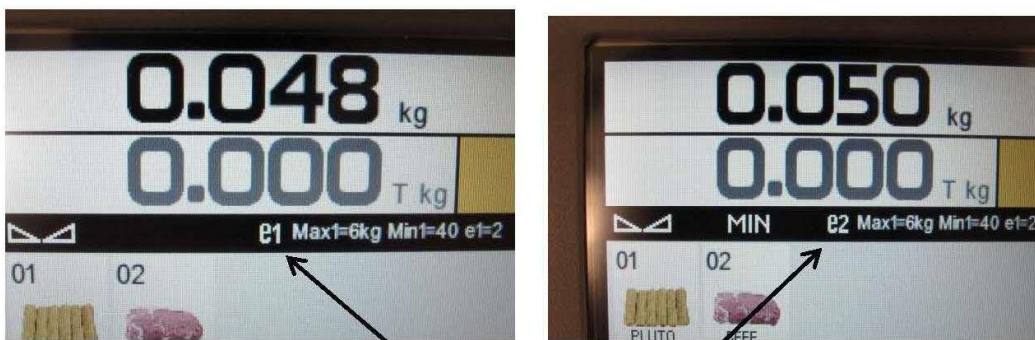 0.048 kg
0.000 T kg
e1 Max1=6kg Min1=40 e1=2
01 02
0.050 kg
0.000 T kg
MIN e2 Max1=6kg Min1=40 e1=2
01 02
PLUTO BEEF